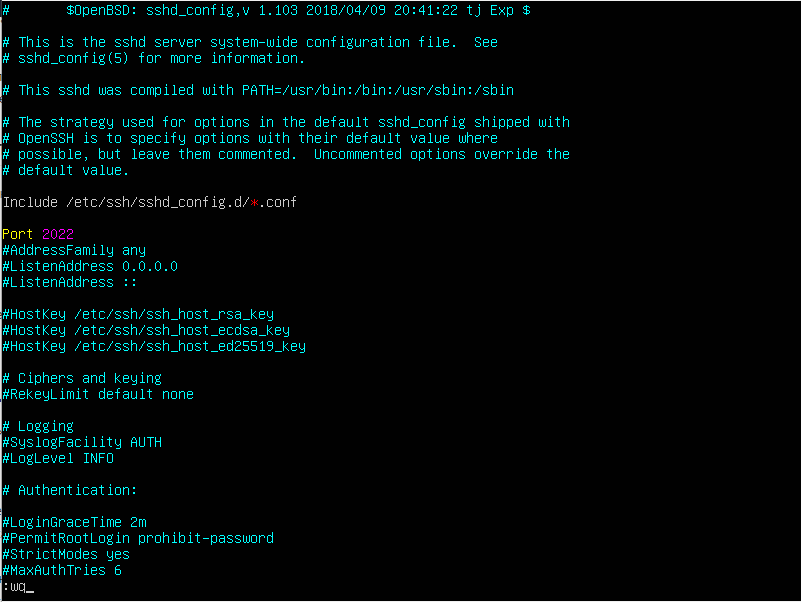 #       $OpenBSD: sshd_config,v 1.103 2018/04/09 20:41:22 tj Exp $
# This is the sshd server system-wide configuration file.  See
# sshd_config(5) for more information.
# This sshd was compiled with PATH=/usr/bin:/bin:/usr/sbin:/sbin
# The strategy used for options in the default sshd_config shipped with
# OpenSSH is to specify options with their default value where
# possible, but leave them commented.  Uncommented options override the
# default value.
Include /etc/ssh/sshd_config.d/*.conf
Port 2022
#AddressFamily any
#ListenAddress 0.0.0.0
#ListenAddress ::
#HostKey /etc/ssh/ssh_host_rsa_key
#HostKey /etc/ssh/ssh_host_ecdsa_key
#HostKey /etc/ssh/ssh_host_ed25519_key
# Ciphers and keying
#RekeyLimit default none
# Logging
#SyslogFacility AUTH
#LogLevel INFO
# Authentication:
#LoginGraceTime 2m
#PermitRootLogin prohibit-password
#StrictModes yes
#MaxAuthTries 6
:wq